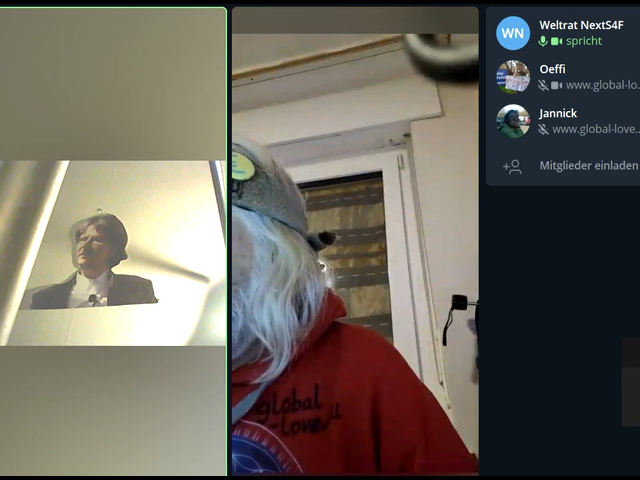 WN
Weltrat NextS4F
spricht
Oeffi
www.global-lo...
Jannick
www.global-love...
Mitglieder einladen
global
-love